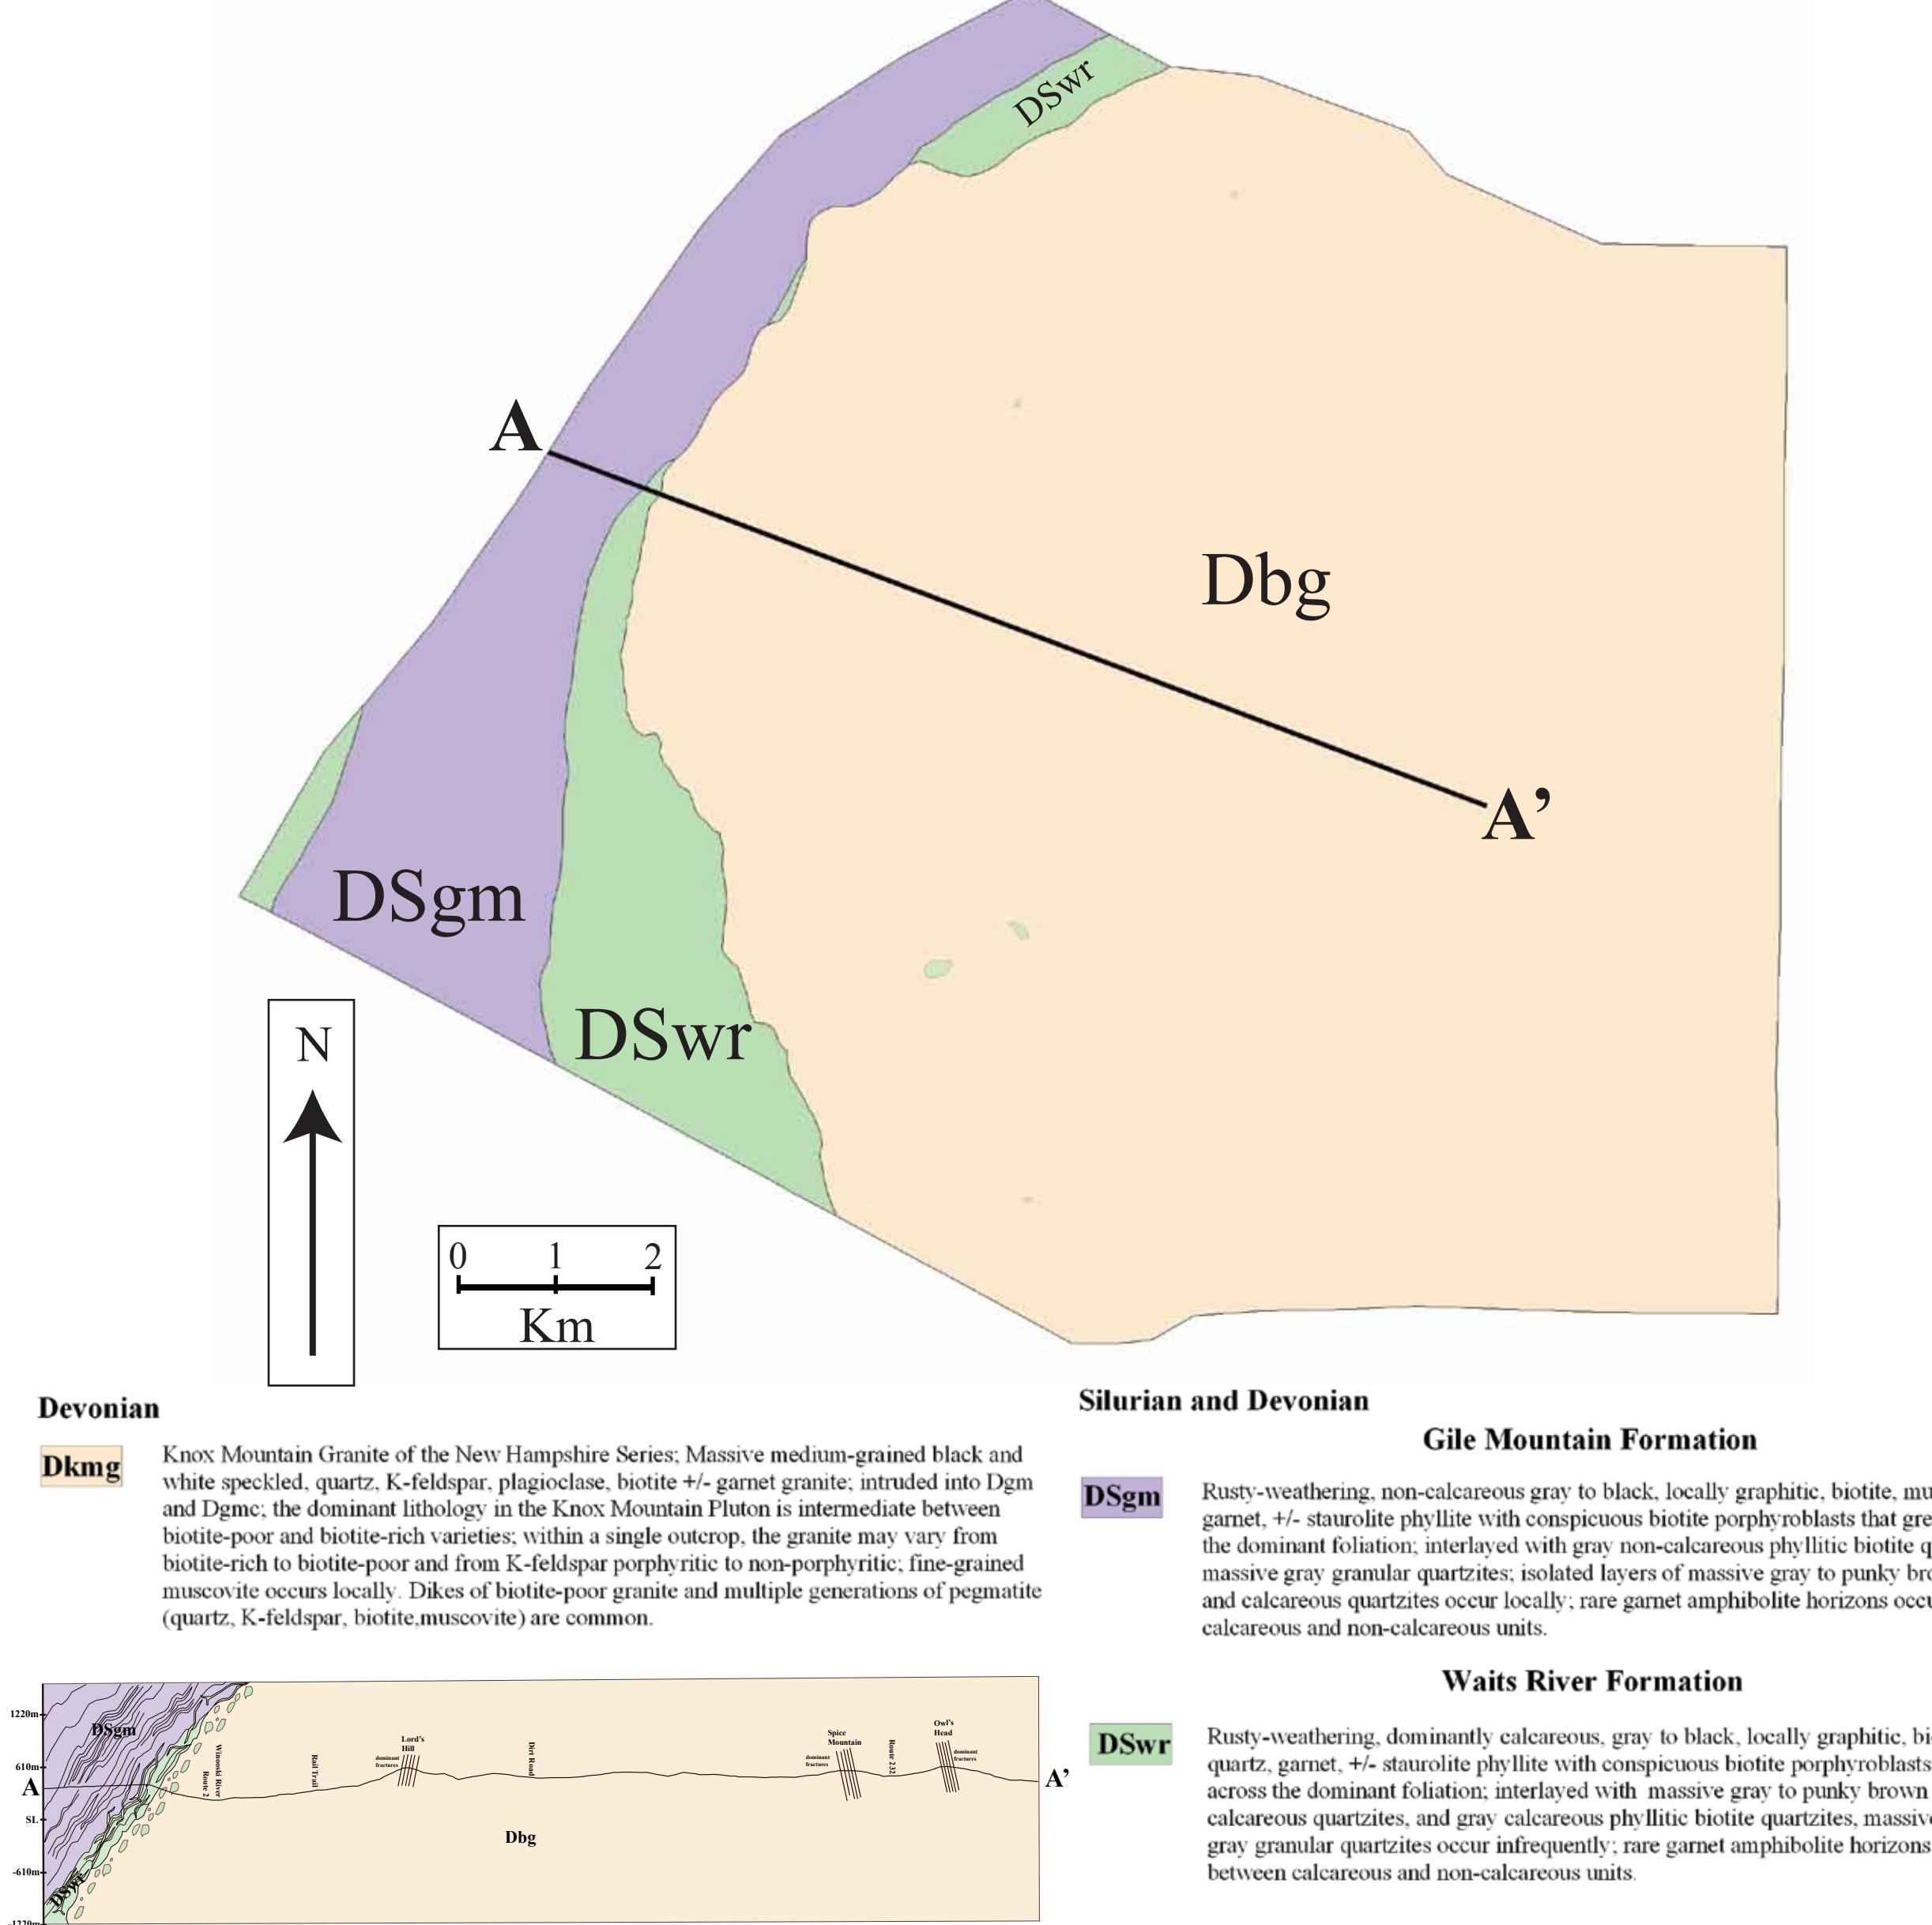 DSwr
A
Dbg
A’
DSgm
DSwr
N
0 1 2
Km
Devonian
Dkmg
Knox Mountain Granite of the New Hampshire Series; Massive medium-grained black and
white speckled, quartz, K-feldspar, plagioclase, biotite +/- garnet granite; intruded into Dgm
and Dgmc; the dominant lithology in the Knox Mountain Pluton is intermediate between
biotite-poor and biotite-rich varieties; within a single outcrop, the granite may vary from
biotite-rich to biotite-poor and from K-feldspar porphyritic to non-porphyritic; fine-grained
muscovite occurs locally. Dikes of biotite-poor granite and multiple generations of pegmatite
(quartz, K-feldspar, biotite,muscovite) are common.
Silurian and Devonian
Gile Mountain Formation
DSgm
Rusty-weathering, non-calcareous gray to black, locally graphitic, biotite, mu
garnet, +/- staurolite phyllite with conspicuous biotite porphyroblasts that gre
the dominant foliation; interlayed with gray non-calcareous phyllitic biotite q
massive gray granular quartzites; isolated layers of massive gray to punky bro
and calcareous quartzites occur locally; rare garnet amphibolite horizons occu
calcareous and non-calcareous units.
Waits River Formation
DSwr
Rusty-weathering, dominantly calcareous, gray to black, locally graphitic, bi
quartz, garnet, +/- staurolite phyllite with conspicuous biotite porphyroblasts
across the dominant foliation; interlayed with massive gray to punky brown
calcareous quartzites, and gray calcareous phyllitic biotite quartzites, massive
gray granular quartzites occur infrequently; rare garnet amphibolite horizons
between calcareous and non-calcareous units.
1220m
610m
A
SL
-610m
-1220m
DSgm
DSwr
Route 2
Winooski River
Rail Trail
Lord's
Hill
dominant
fractures
Dirt Road
Dbg
Spice
Mountain
dominant
fractures
Route 232
Owl's
Head
dominant
fractures
A’